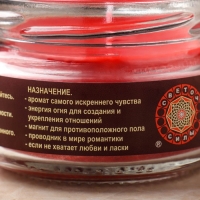 НАЗНАЧЕНИЕ.
- аромат самого искреннего чувства
- энергия огня для создания и
укрепления отношений
- магнит для противоположного пола
- проводник в мире романтики
- если не хватает любви и ласки
СВЕТОЧ СИЛЫ
®